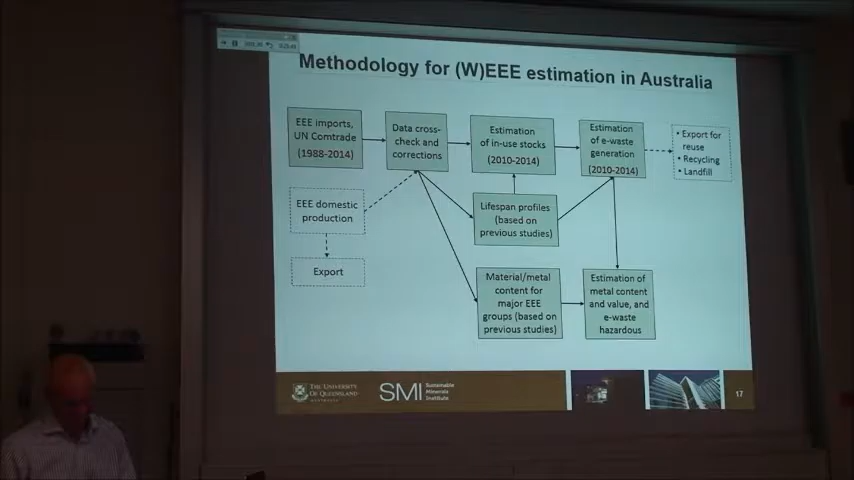 Methodology for (W)EEE estimation in Australia
EEE imports,
UN Comtrade
(1988-2014)
Data cross-
check and
corrections
Estimation
of in-use stocks
(2010-2014)
Estimation
of e-waste
generation
(2010-2014)
• Export for
reuse
• Recycling
• Landfill
EEE domestic
production
Lifespan profiles
(based on
previous studies)
Export
Material/metal
content for
major EEE
groups (based on
previous studies)
Estimation of
metal content
and value, and
e-waste
hazardous
THE UNIVERSITY
OF QUEENSLAND
AUSTRALIA
SMI
Sustainable
Minerals
Institute
17